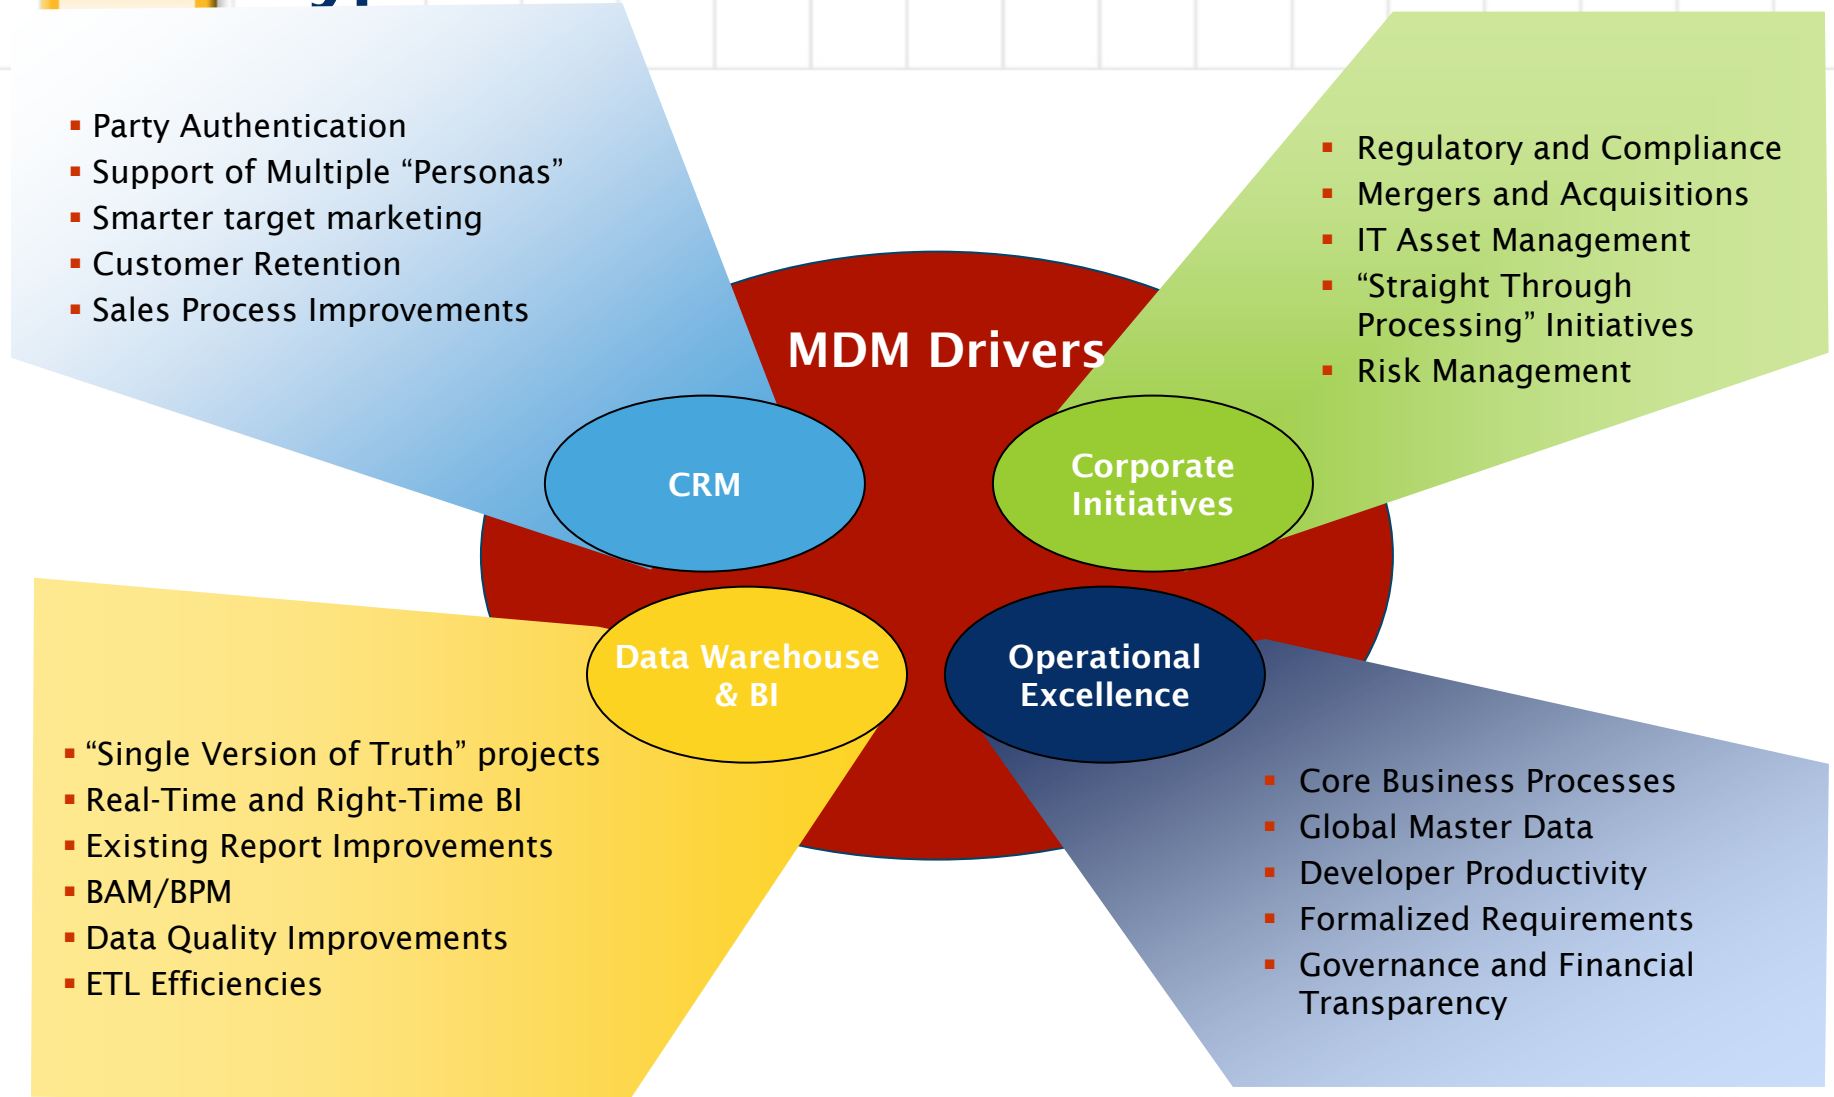 ▪ Party Authentication
▪ Support of Multiple “Personas”
▪ Smarter target marketing
▪ Customer Retention
▪ Sales Process Improvements
▪ Regulatory and Compliance
▪ Mergers and Acquisitions
▪ IT Asset Management
▪ “Straight Through
Processing” Initiatives
▪ Risk Management
MDM Drivers
CRM
Corporate
Initiatives
Data Warehouse
& BI
Operational
Excellence
▪ “Single Version of Truth” projects
▪ Real-Time and Right-Time BI
▪ Existing Report Improvements
▪ BAM/BPM
▪ Data Quality Improvements
▪ ETL Efficiencies
▪ Core Business Processes
▪ Global Master Data
▪ Developer Productivity
▪ Formalized Requirements
▪ Governance and Financial
Transparency